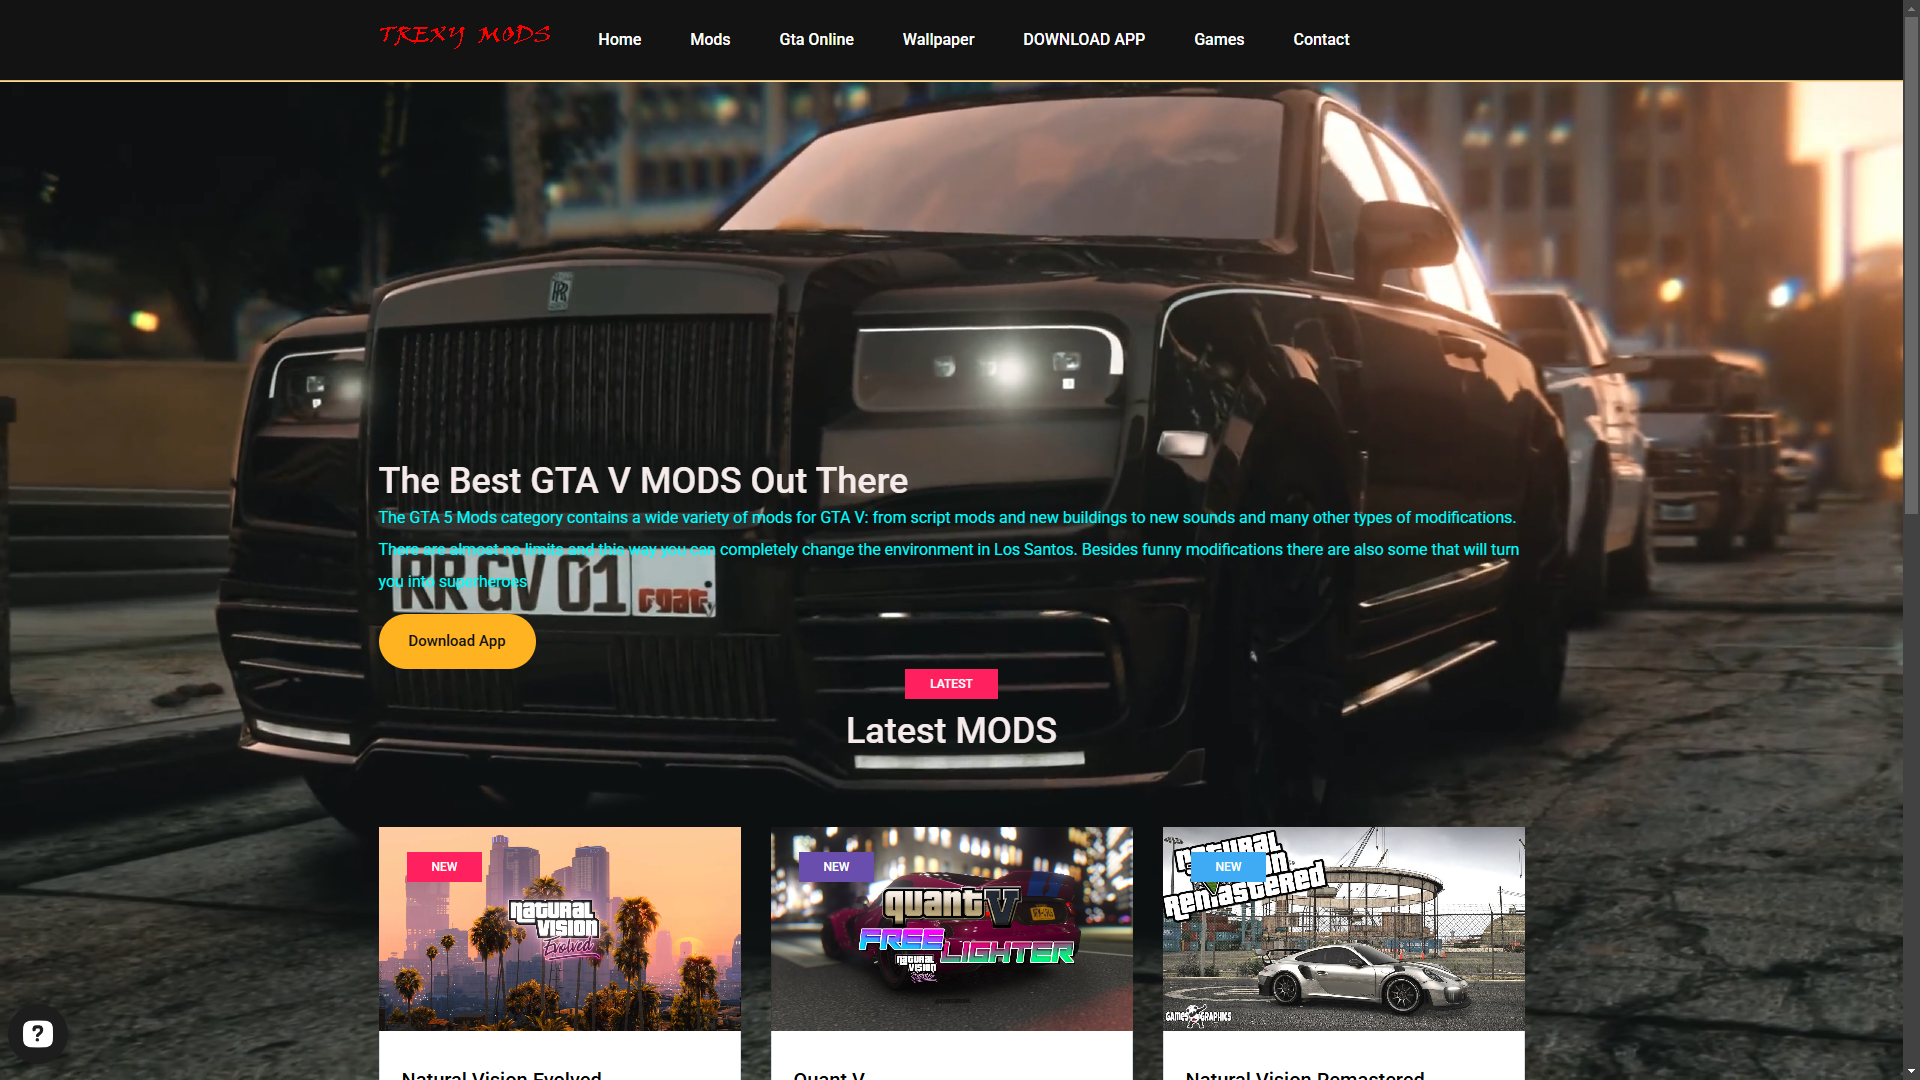 TREXY MODS
Home Mods Gta Online Wallpaper DOWNLOAD APP Games Contact
The Best GTA V MODS Out There
The GTA 5 Mods category contains a wide variety of mods for GTA V: from script mods and new buildings to new sounds and many other types of modifications.
There are almost no limits and this way you can completely change the environment in Los Santos. Besides funny modifications there are also some that will turn
you into superheroes
RR GV 01
Download App
LATEST
Latest MODS
NEW
natural
vision
Evolved
NEW
quant V
FREE LIGHTER
natural
vision
NEW
natural
Remastered
GAMES GRAPHICS
?
Natural Vision Evolved
Quant V
Natural Vision Remastered